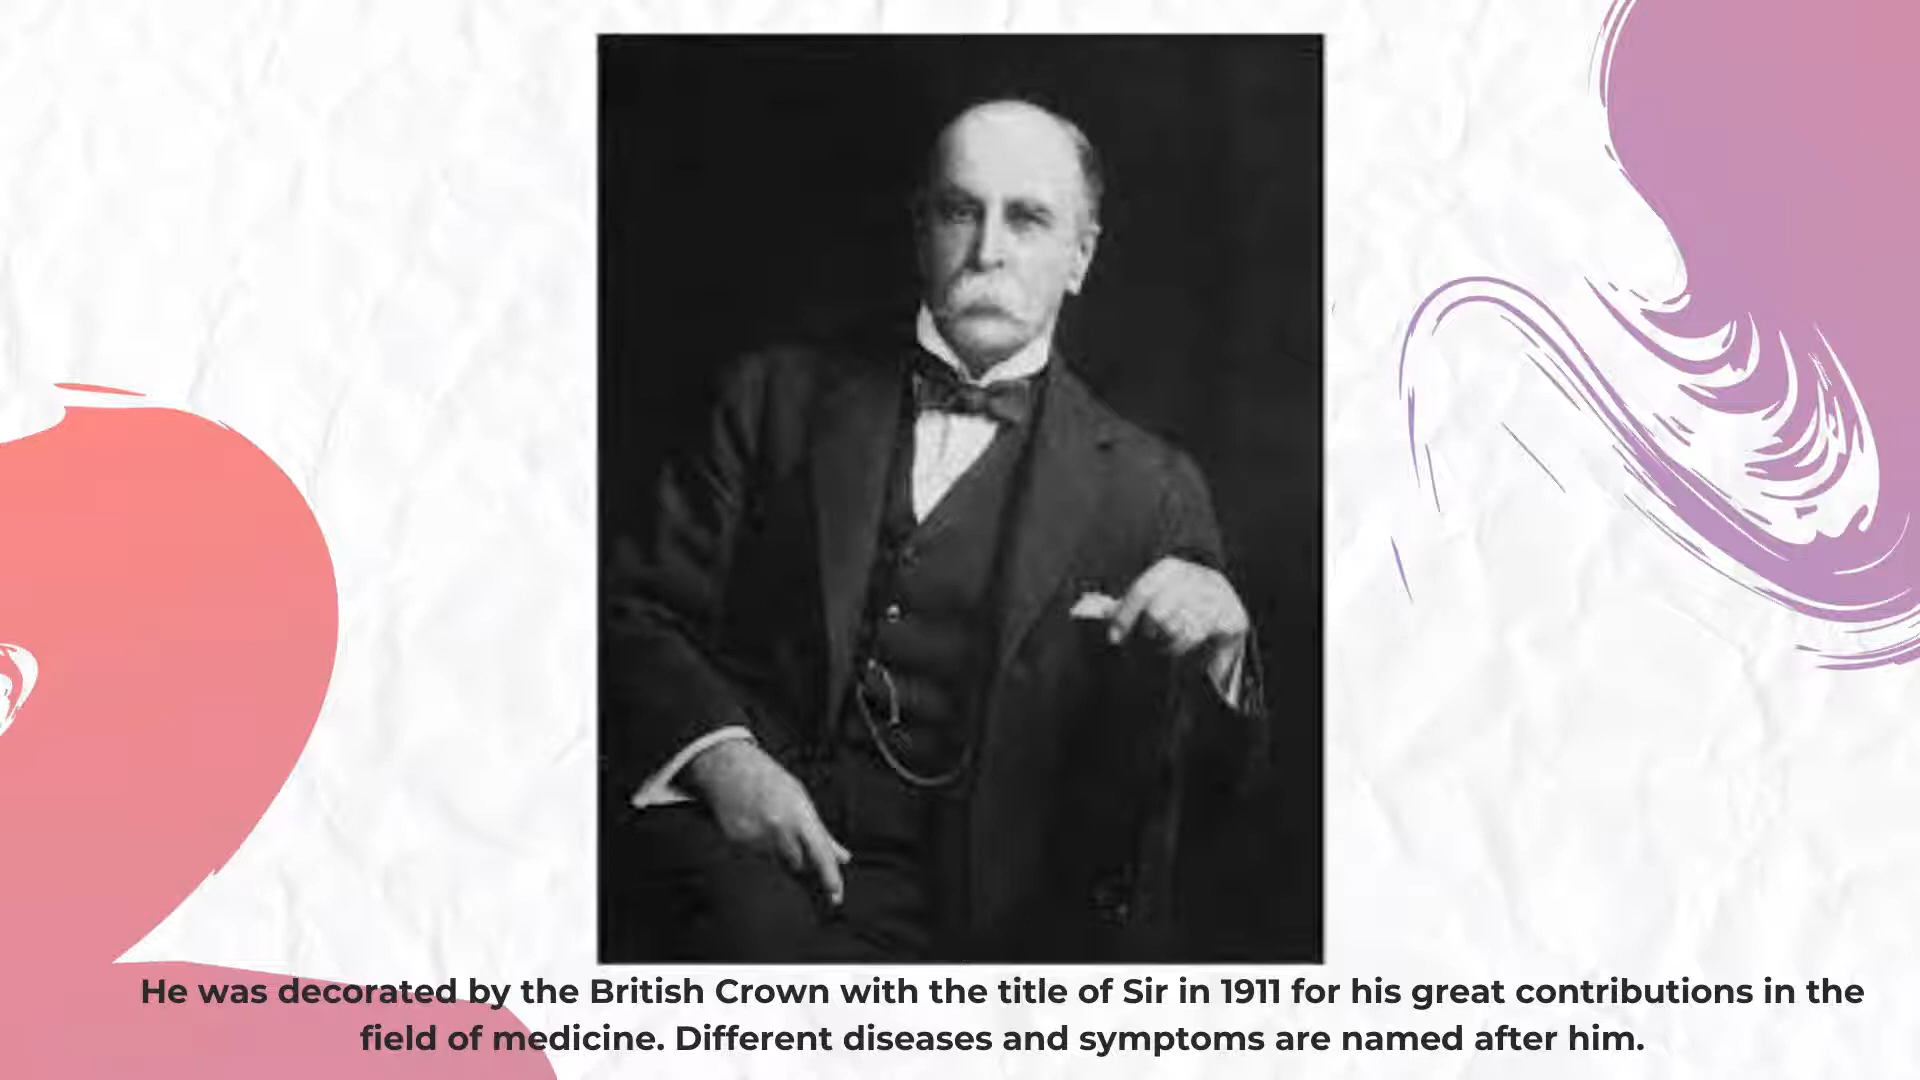 He was decorated by the British Crown with the title of Sir in 1911 for his great contributions in the
field of medicine. Different diseases and symptoms are named after him.